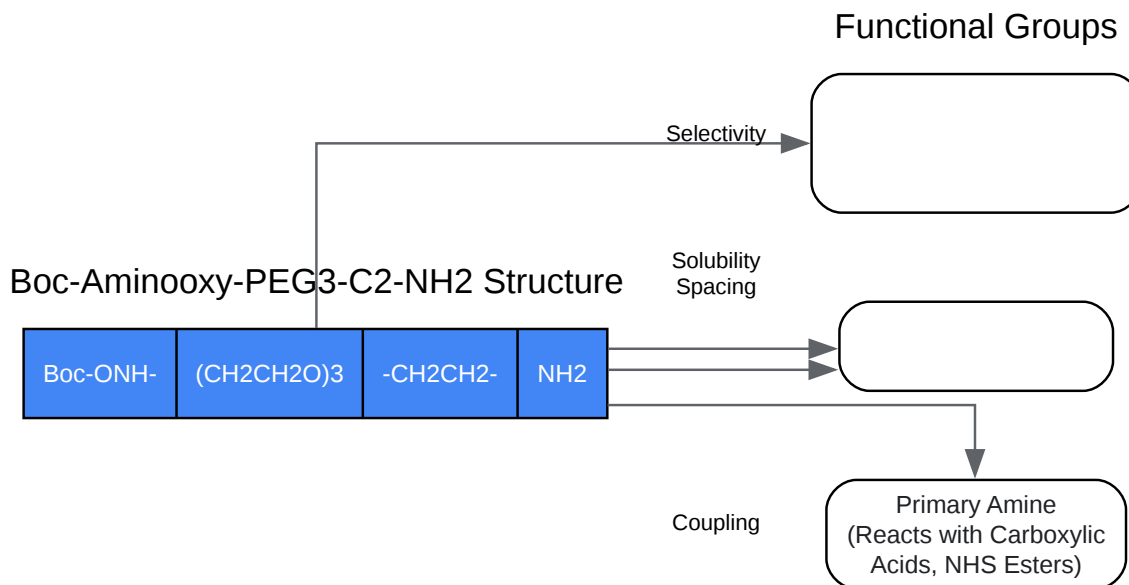 Functional Groups
Selectivity
Solubility
Spacing
Boc-Aminooxy-PEG3-C2-NH2 Structure
Boc-ONH-
(CH2CH2O)3
-CH2CH2-
NH2
Coupling
Primary Amine
(Reacts with Carboxylic
Acids, NHS Esters)